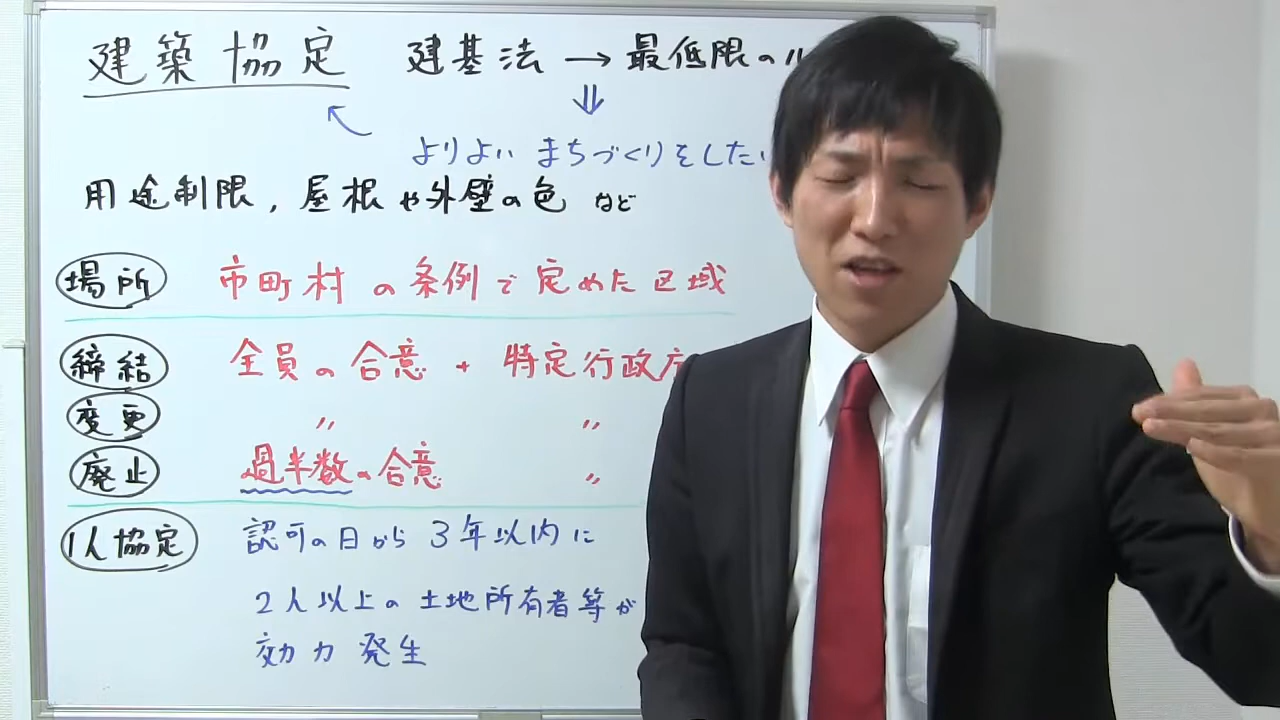 建築協定 建基法 → 最低限のル
⇓
よりよい まちづくりをしたい
用途制限, 屋根や外壁の色 など
場所 市町村の条例で定めた区域
締結 全員の合意 + 特定行政庁
変更 〃 〃
廃止 過半数の合意 〃
1人協定 認可の日から3年以内に
2人以上の土地所有者等が
効力発生